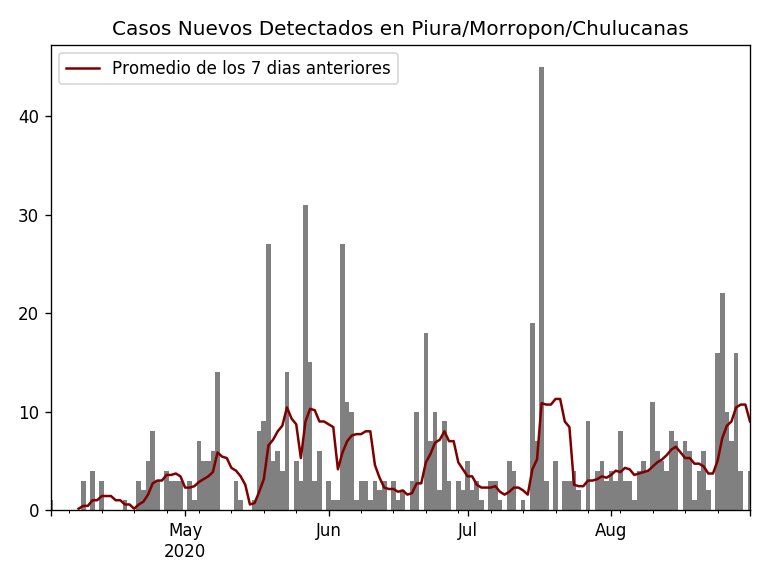 Casos Nuevos Detectados en Piura/Morropon/Chulucanas
Promedio de los 7 dias anteriores
40
30
20
10
0
May
2020
Jun
Jul
Aug